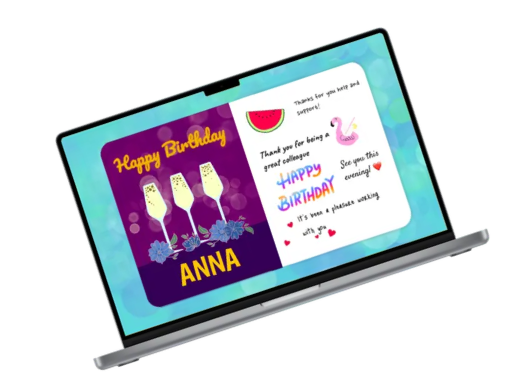 Happy Birthday
ANNA
Thanks for you help and
support!
Thank you for being a
great colleague
HAPPY
BIRTHDAY
See you this
evening!
It's been a pleasure working
with you